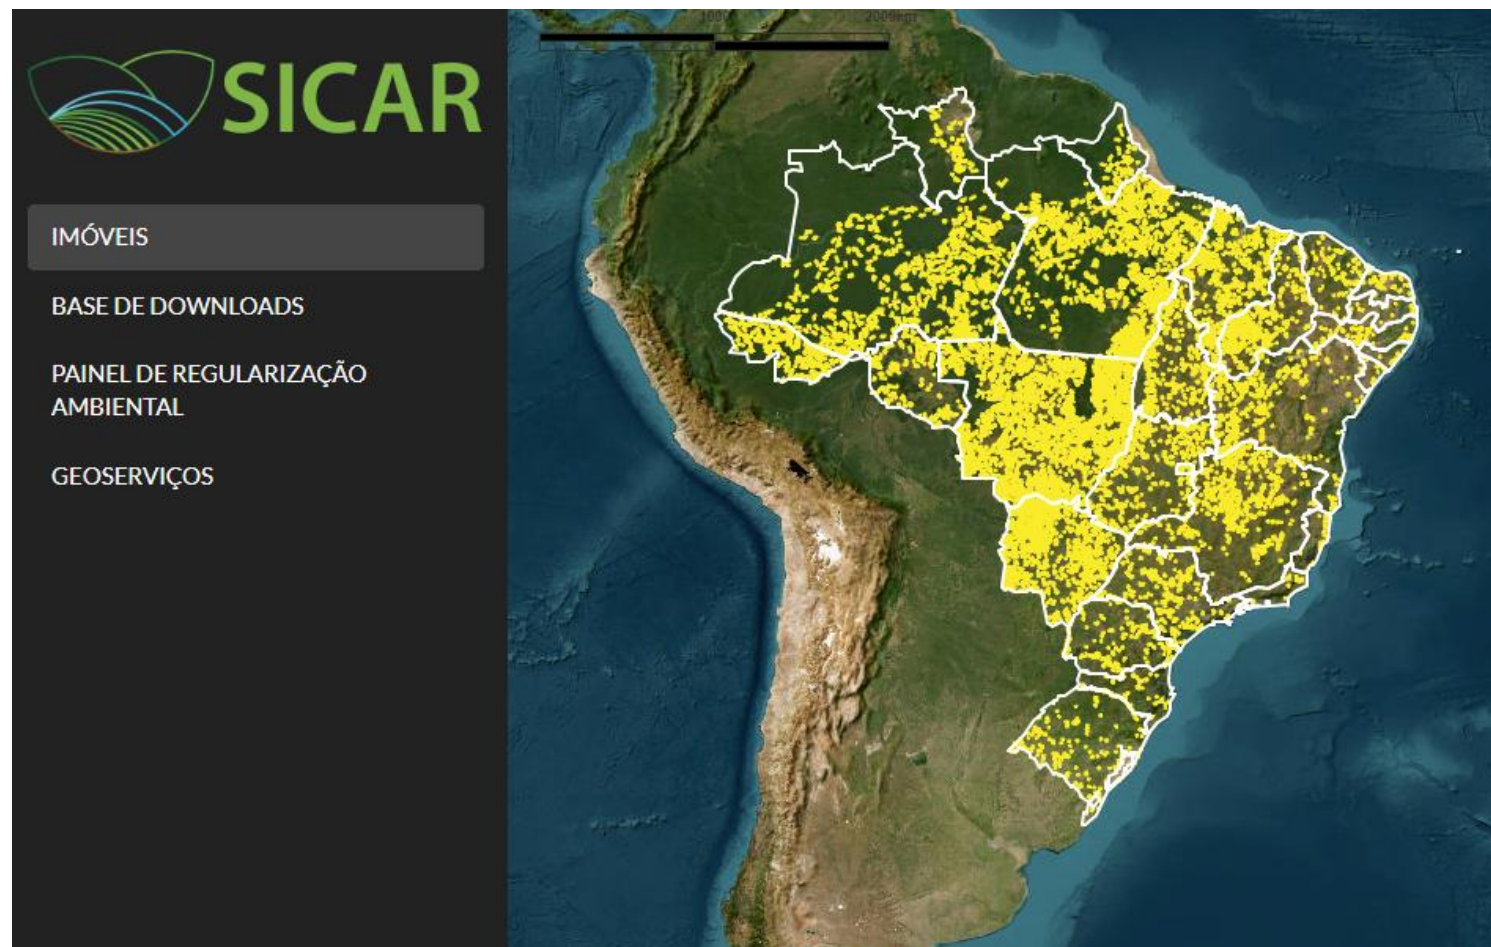 SICAR
IMÓVEIS
BASE DE DOWNLOADS
PAINEL DE REGULARIZAÇÃO
AMBIENTAL
GEOSERVIÇOS